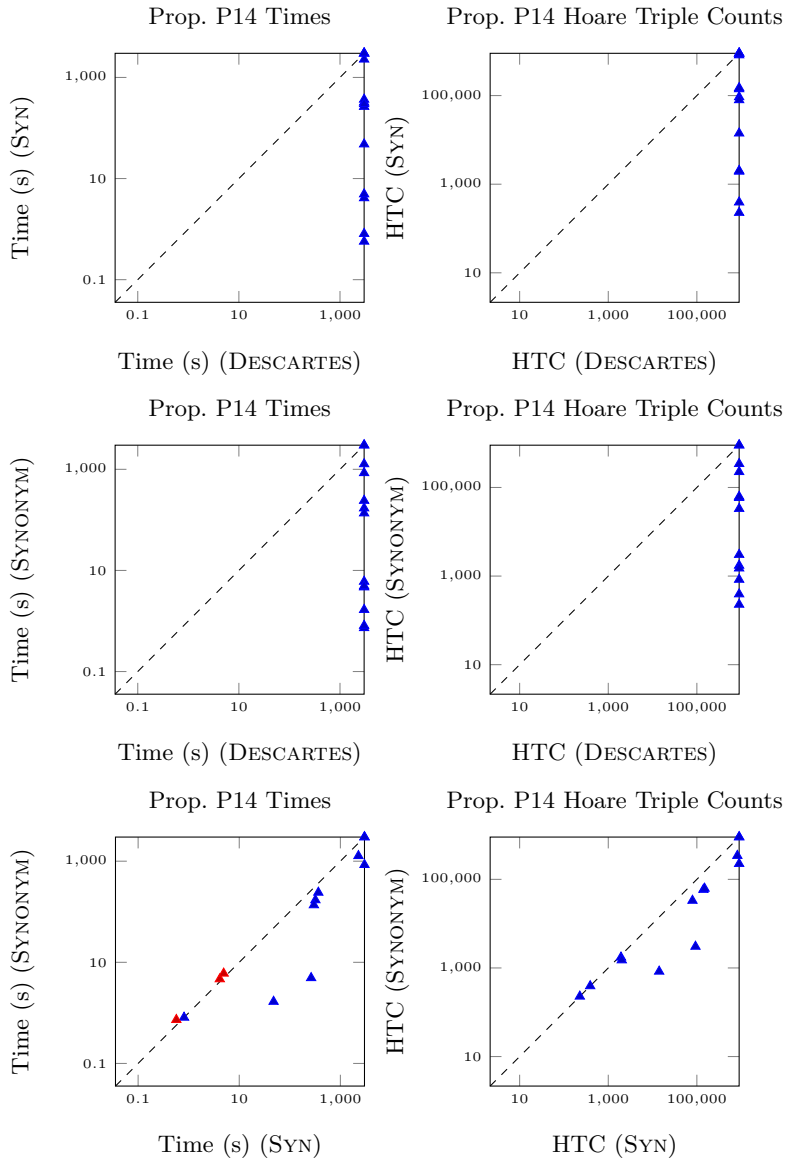 Prop. P14 Times
Prop. P14 Hoare Triple Counts
Time (s) (SYN)
1,000
10
0.1
0.1
10
1,000
Time (s) (DESCARTES)
HTC (SYN)
100,000
1,000
10
10
1,000
100,000
HTC (DESCARTES)
Prop. P14 Times
Prop. P14 Hoare Triple Counts
Time (s) (SYNONYM)
1,000
10
0.1
0.1
10
1,000
Time (s) (DESCARTES)
HTC (SYNONYM)
100,000
1,000
10
10
1,000
100,000
HTC (DESCARTES)
Prop. P14 Times
Prop. P14 Hoare Triple Counts
Time (s) (SYNONYM)
1,000
10
0.1
0.1
10
1,000
Time (s) (SYN)
HTC (SYNONYM)
100,000
1,000
10
10
1,000
100,000
HTC (SYN)